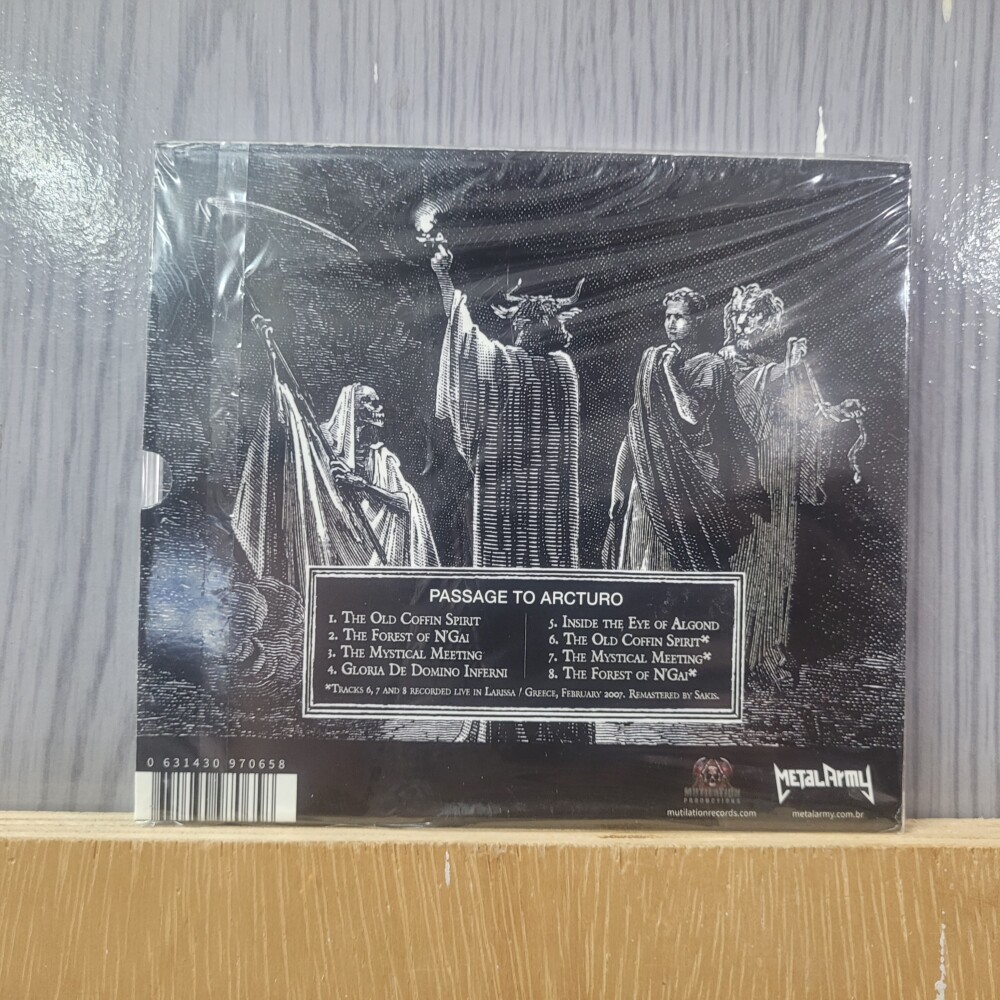 PASSAGE TO ARCTURO
1. The Old Coffin Spirit
2. The Forest of N'Gai
3. The Mystical Meeting
4. Gloria De Domino Inferni
5. Inside the Eye of Algond
6. The Old Coffin Spirit*
7. The Mystical Meeting*
8. The Forest of N'Gai*
*Tracks 6, 7 and 8 recorded live in Larissa / Greece, February 2007. Remastered by Sakis.
0 631430 970658
MUTILATION
PRODUCTIONS
mutilationrecords.com
METALARMY
metalarmy.com.br